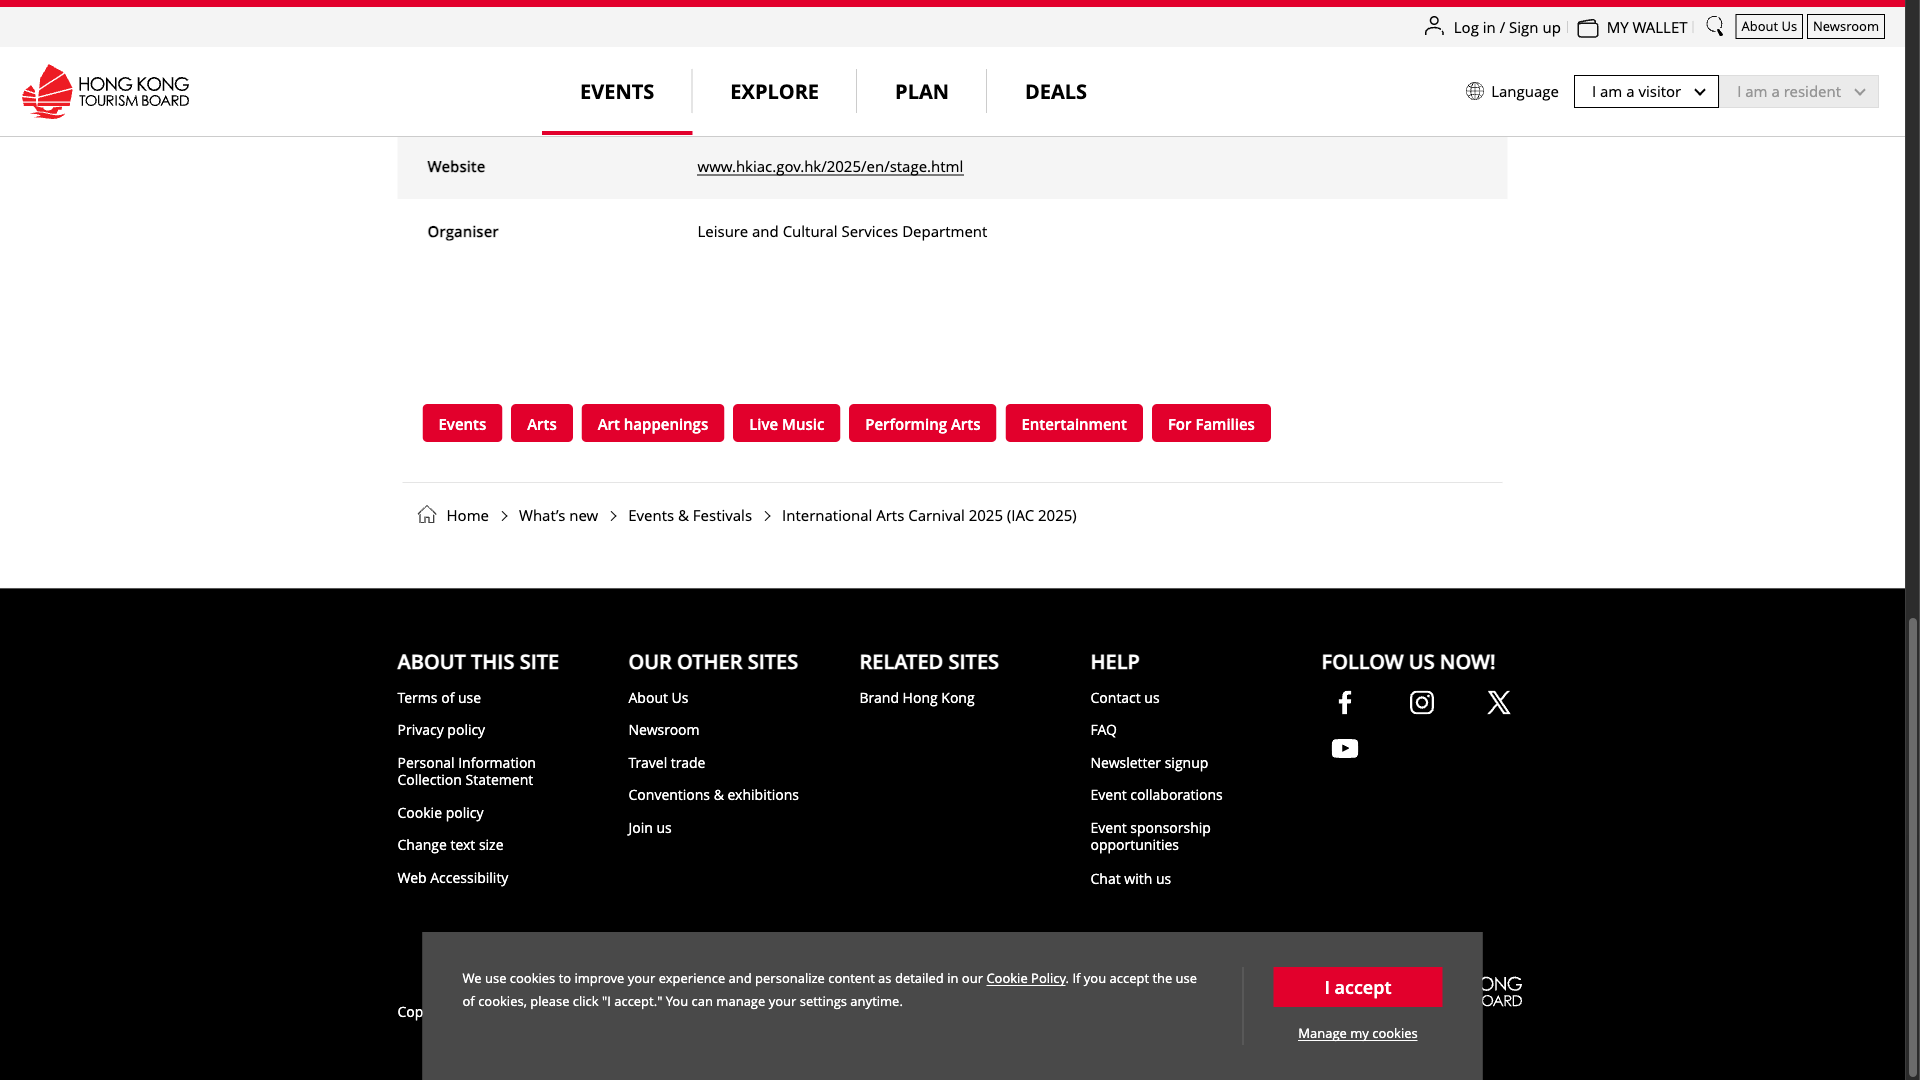 Log in / Sign up
MY WALLET
About Us
Newsroom
HONG KONG
TOURISM BOARD
EVENTS
EXPLORE
PLAN
DEALS
Language
I am a visitor
I am a resident
Website
www.hkiac.gov.hk/2025/en/stage.html
Organiser
Leisure and Cultural Services Department
Events
Arts
Art happenings
Live Music
Performing Arts
Entertainment
For Families
Home
What's new
Events & Festivals
International Arts Carnival 2025 (IAC 2025)
ABOUT THIS SITE
Terms of use
Privacy policy
Personal Information
Collection Statement
Cookie policy
Change text size
Web Accessibility
OUR OTHER SITES
About Us
Newsroom
Travel trade
Conventions & exhibitions
Join us
RELATED SITES
Brand Hong Kong
HELP
Contact us
FAQ
Newsletter signup
Event collaborations
Event sponsorship
opportunities
Chat with us
FOLLOW US NOW!
We use cookies to improve your experience and personalize content as detailed in our Cookie Policy. If you accept the use
of cookies, please click "I accept." You can manage your settings anytime.
I accept
Manage my cookies
Cop